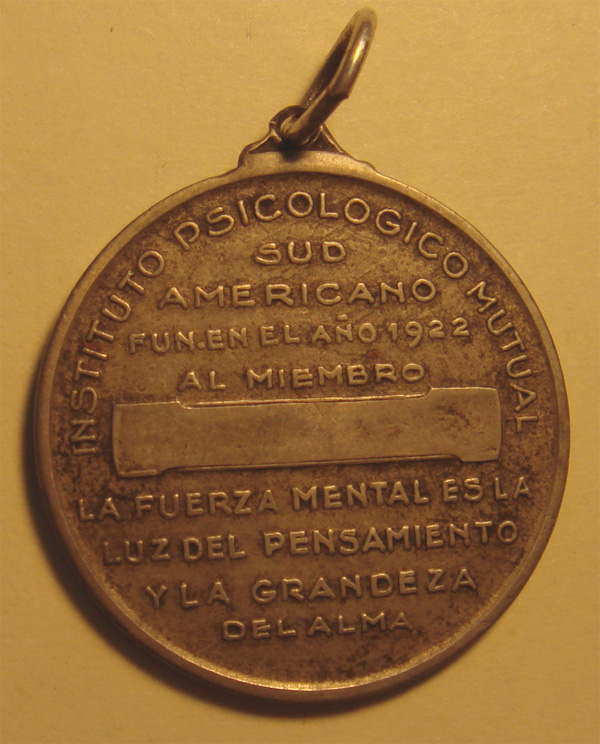 INSTITUTO PSICOLOGICO MUTUAL
SUD
AMERICANO
FUN. EN EL AÑO 1922
AL MIEMBRO
LA FUERZA MENTAL ES LA
LUZ DEL PENSAMIENTO
Y LA GRANDEZA
DEL ALMA